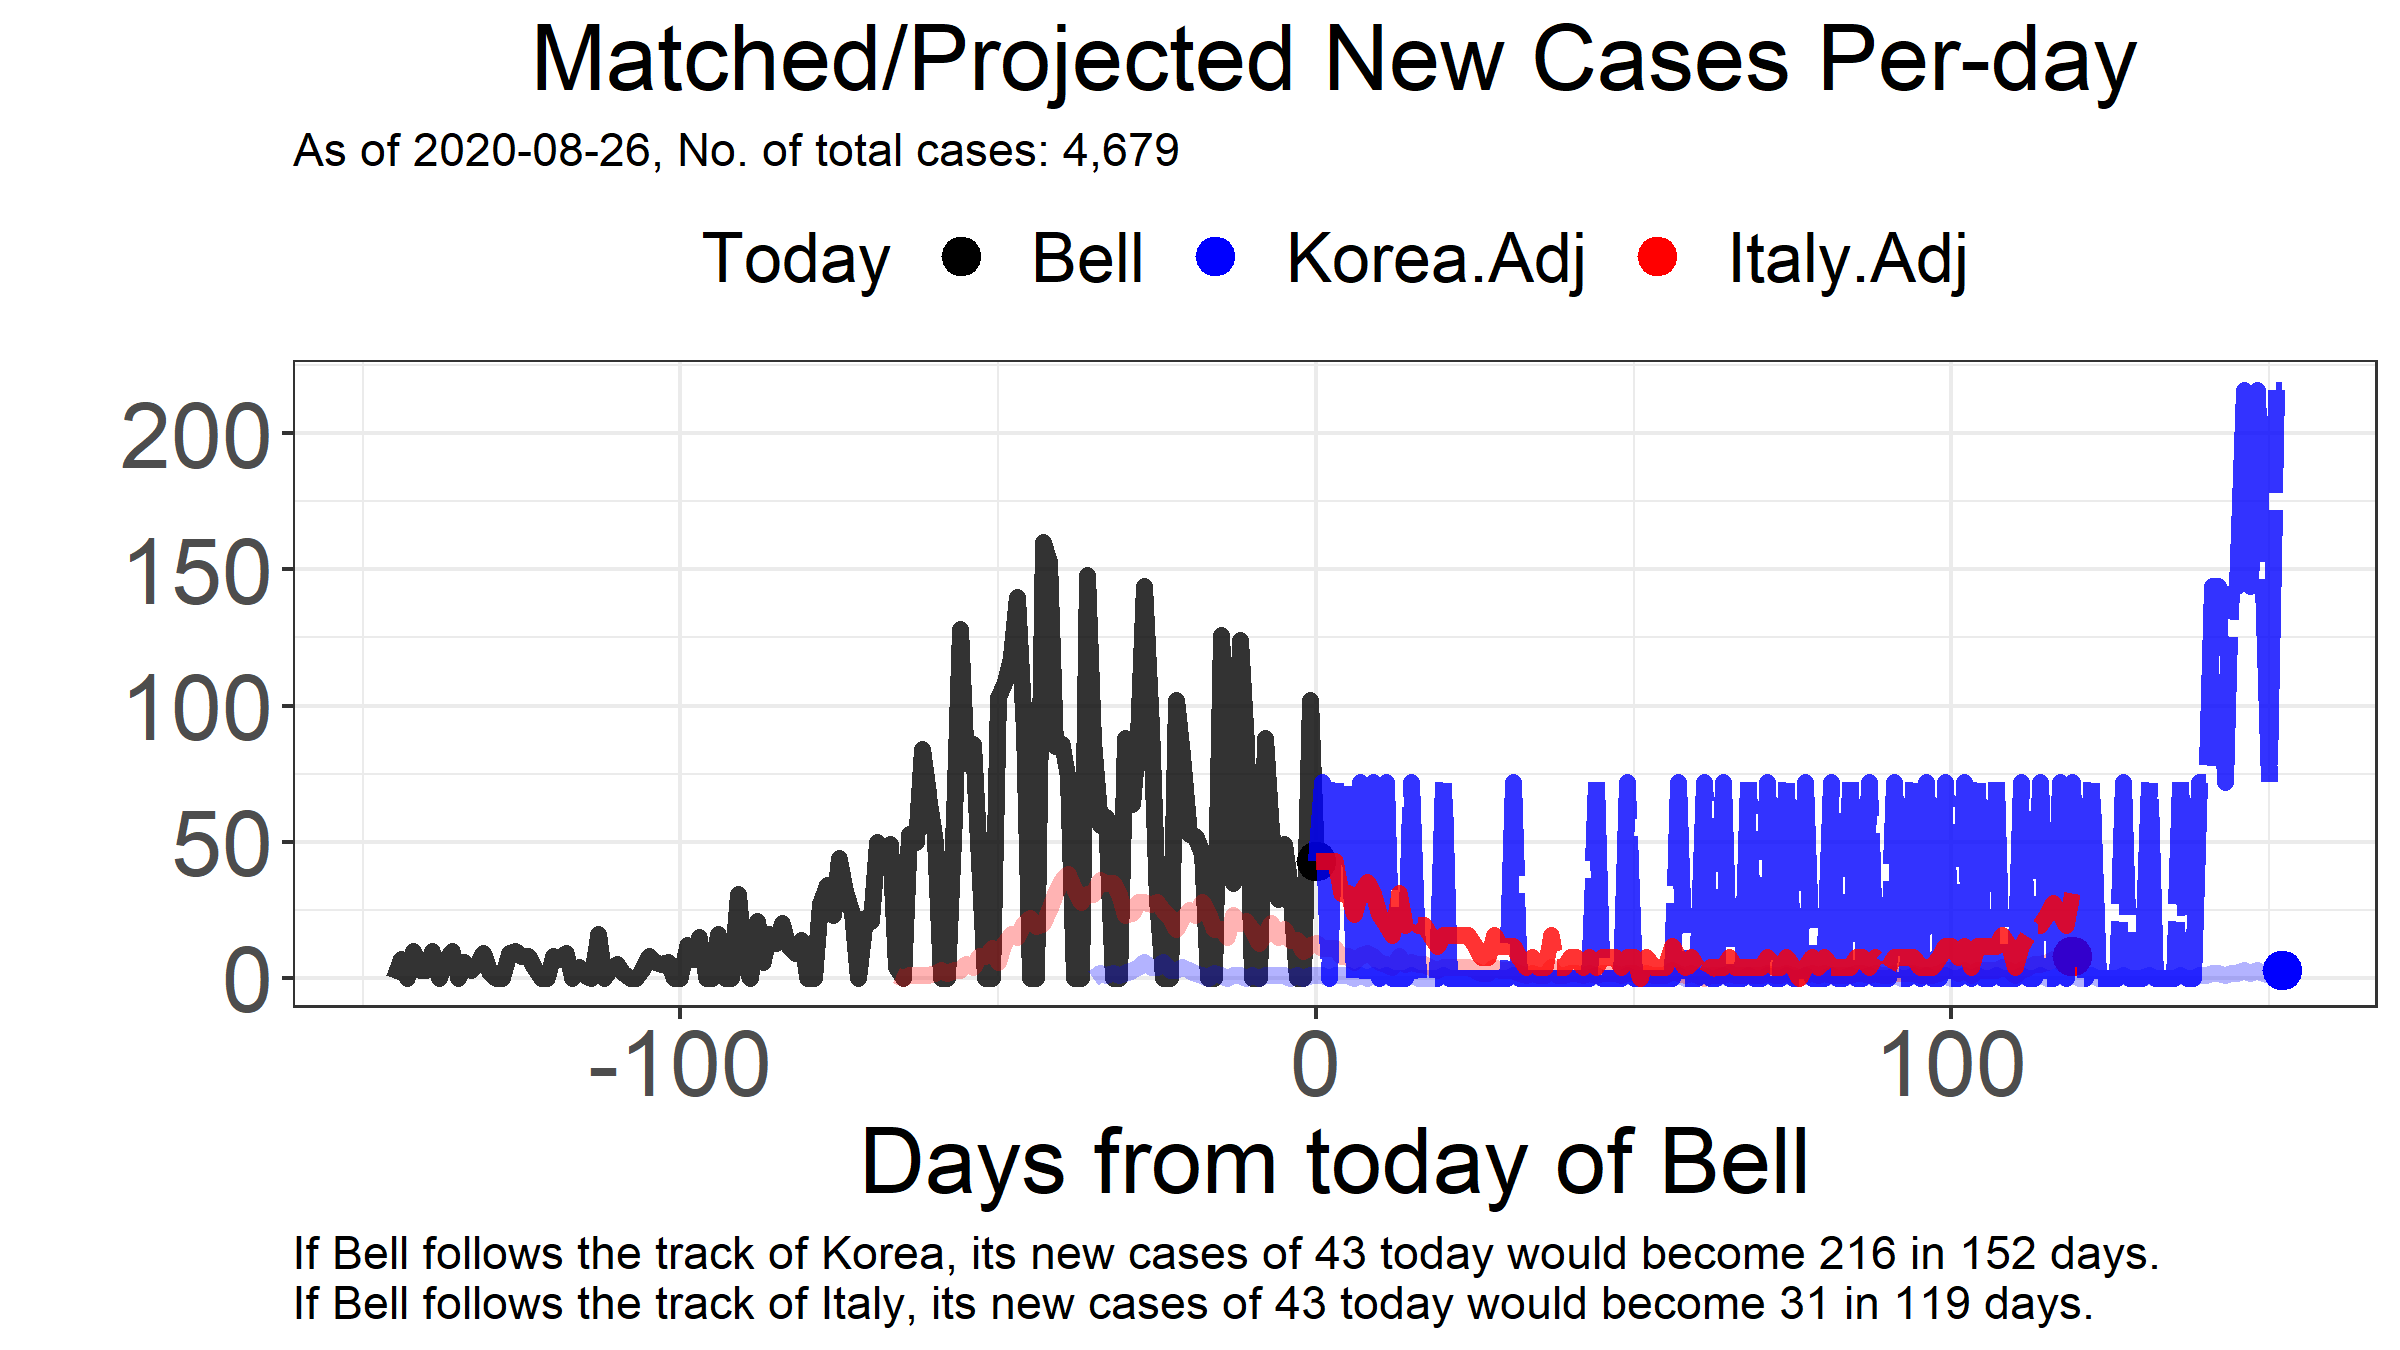 Matched/Projected New Cases Per-day
As of 2020-08-26, No. of total cases: 4,679
Today Bell Korea.Adj Italy.Adj
200
150
100
50
0
-100 0 100
Days from today of Bell
If Bell follows the track of Korea, its new cases of 43 today would become 216 in 152 days.
If Bell follows the track of Italy, its new cases of 43 today would become 31 in 119 days.